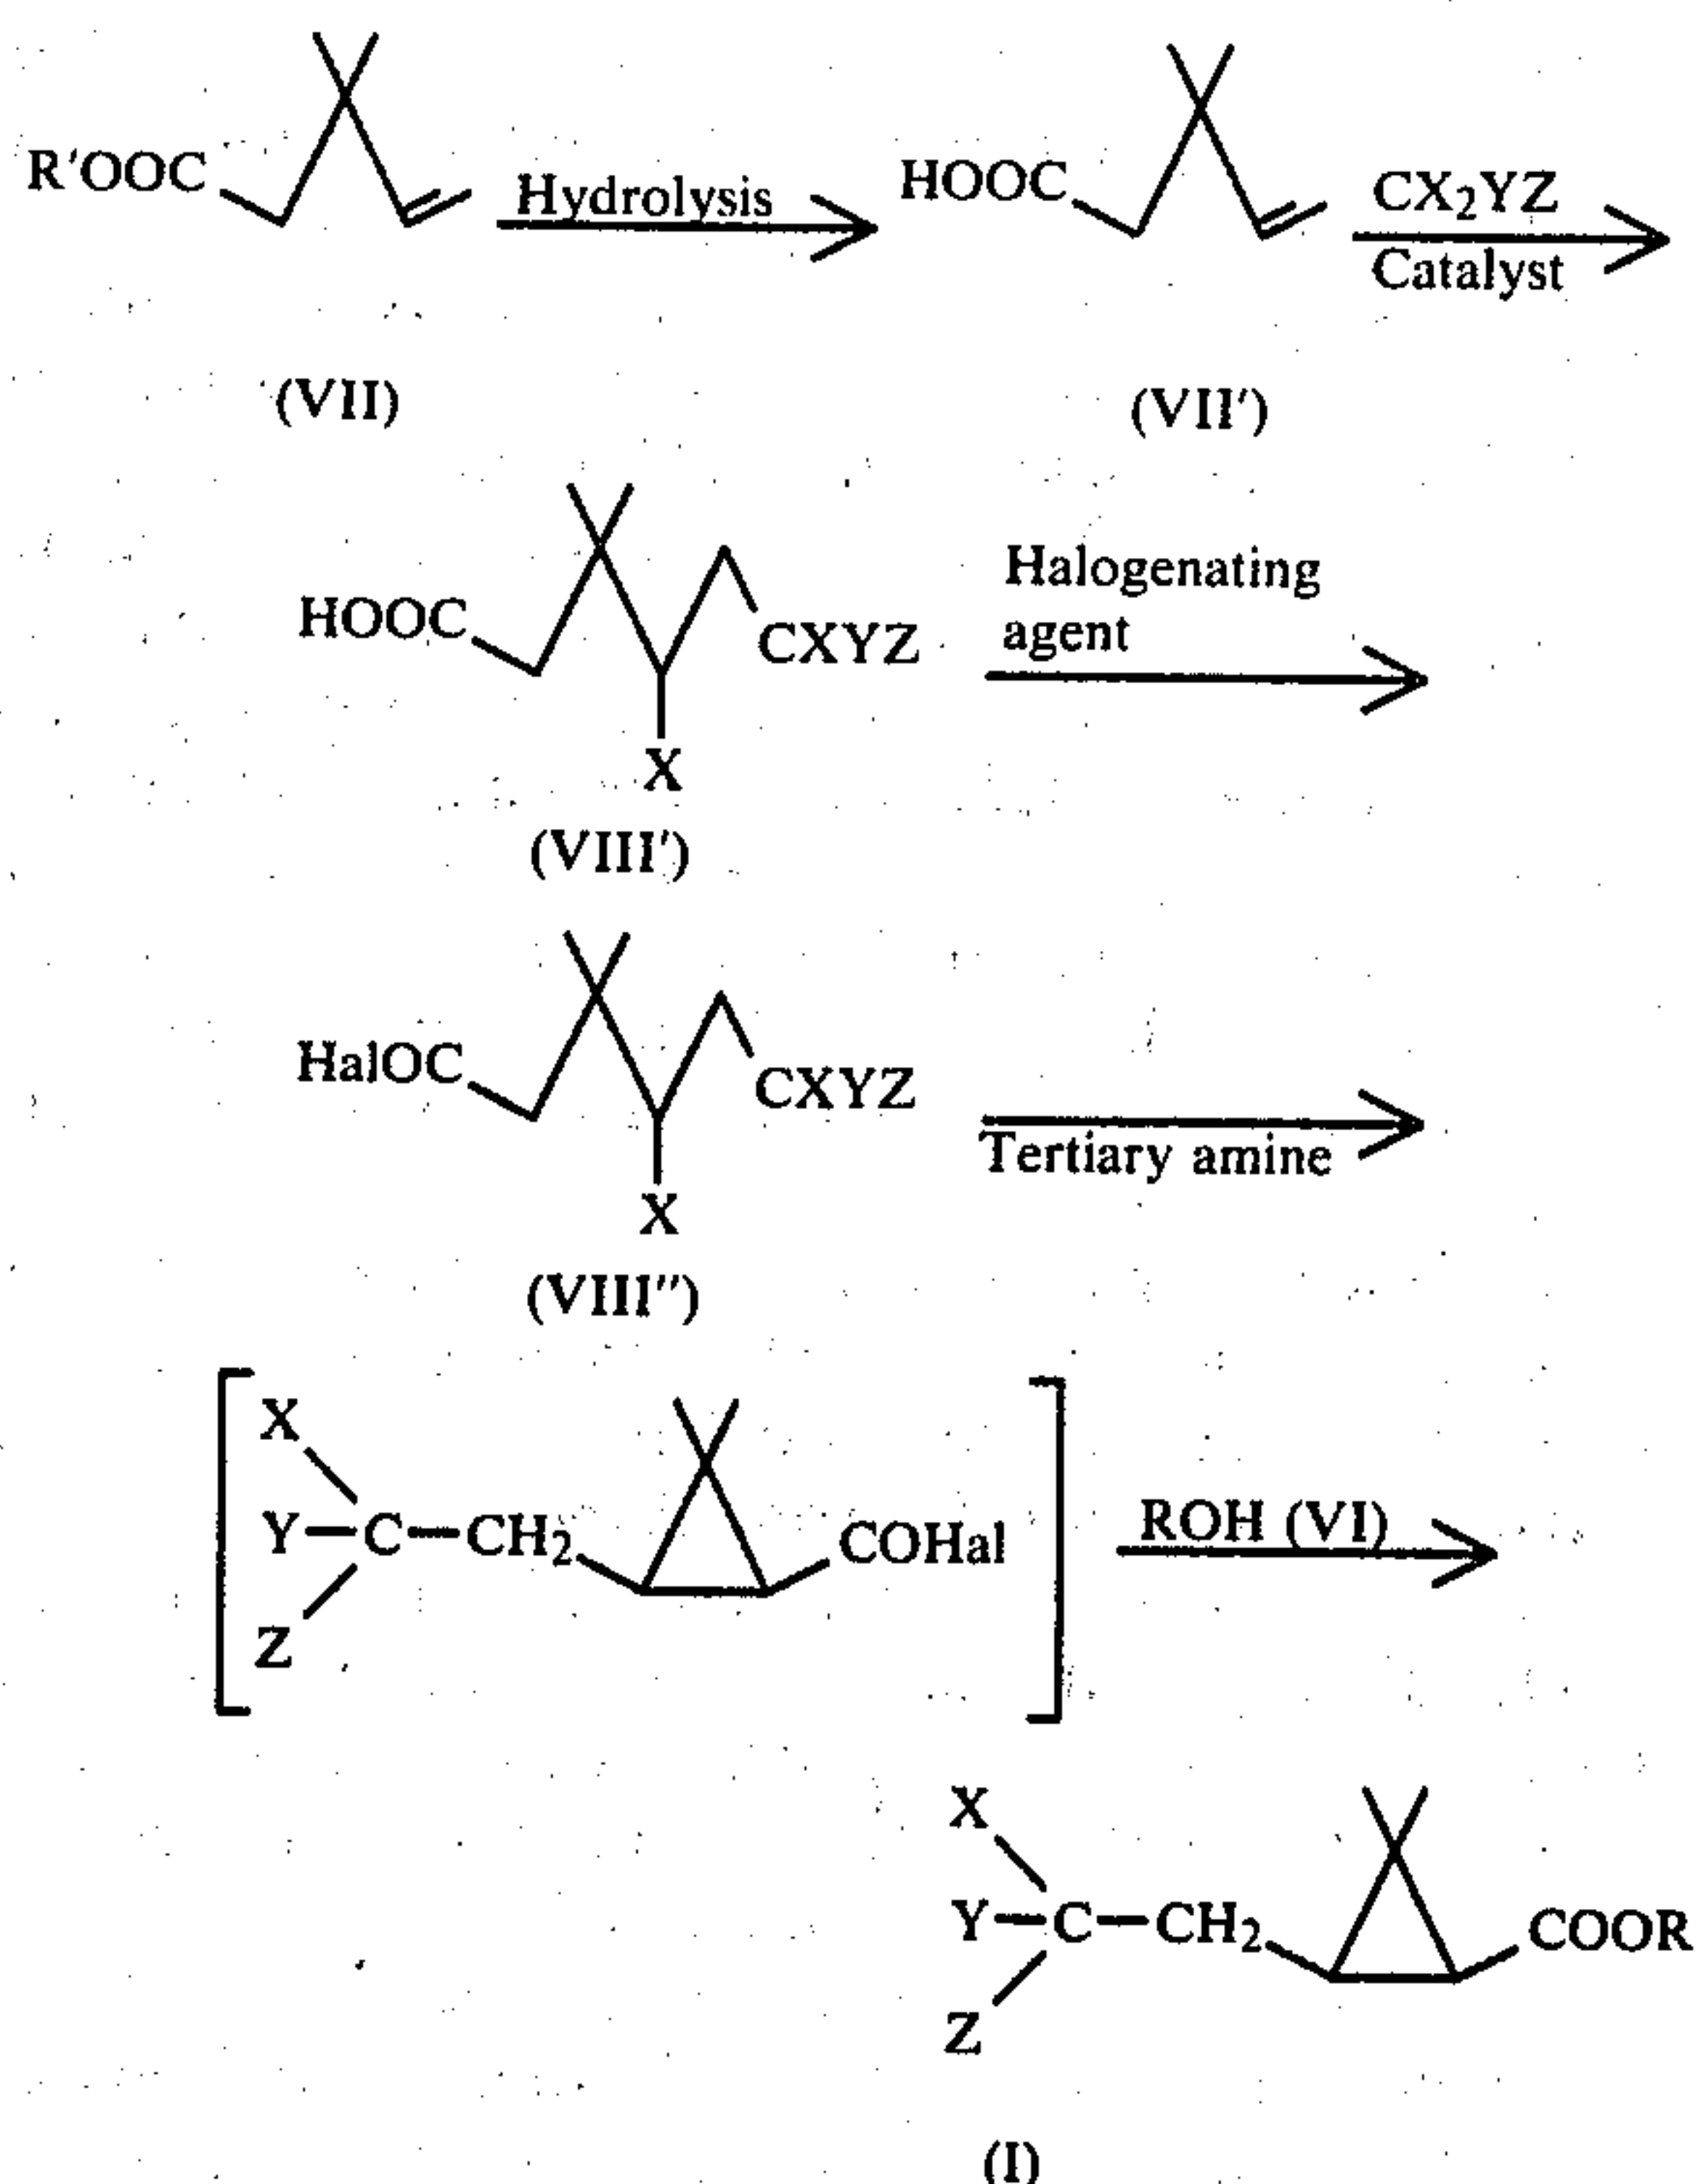 R'OOC Hydrolysis HOOC CX₂YZ
Catalyst
(VII) (VII')
HOOC CXYZ Halogenating
agent
X
(VIII')
HalOC CXYZ
Tertiary amine
X
(VIII")
X
Y—C—CH₂ COHal ROH (VI)
Z
X
Y—C—CH₂ COOR
Z
(I)